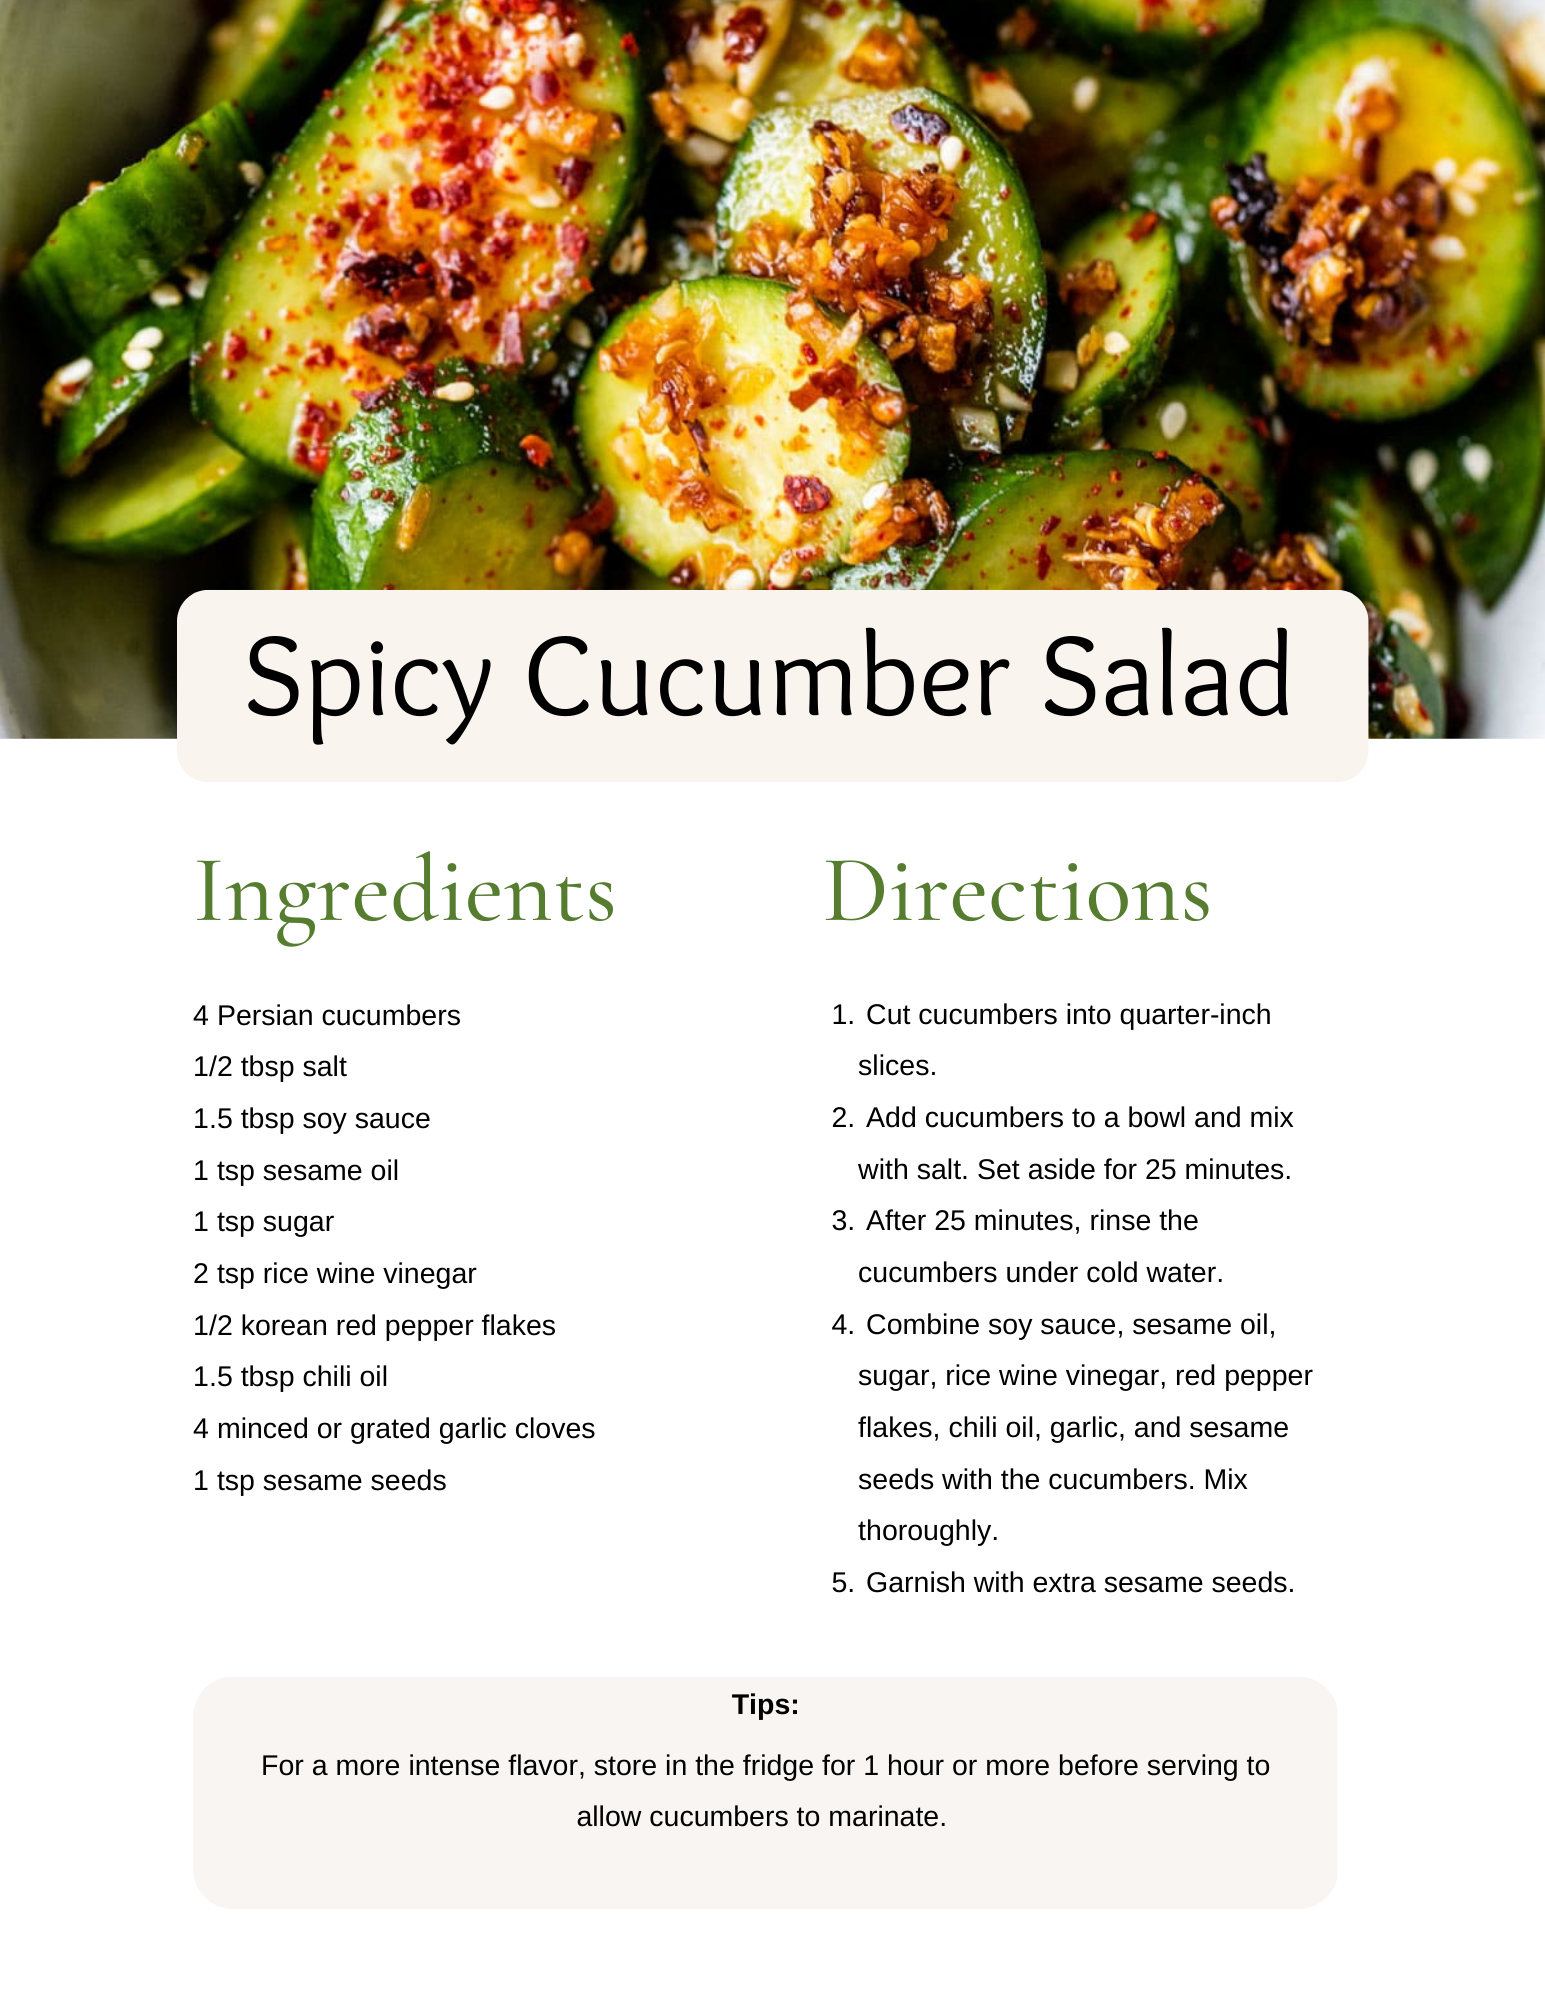 Spicy Cucumber Salad
Ingredients
4 Persian cucumbers
1/2 tbsp salt
1.5 tbsp soy sauce
1 tsp sesame oil
1 tsp sugar
2 tsp rice wine vinegar
1/2 korean red pepper flakes
1.5 tbsp chili oil
4 minced or grated garlic cloves
1 tsp sesame seeds
Directions
1. Cut cucumbers into quarter-inch
slices.
2. Add cucumbers to a bowl and mix
with salt. Set aside for 25 minutes.
3. After 25 minutes, rinse the
cucumbers under cold water.
4. Combine soy sauce, sesame oil,
sugar, rice wine vinegar, red pepper
flakes, chili oil, garlic, and sesame
seeds with the cucumbers. Mix
thoroughly.
5. Garnish with extra sesame seeds.
Tips:
For a more intense flavor, store in the fridge for 1 hour or more before serving to
allow cucumbers to marinate.